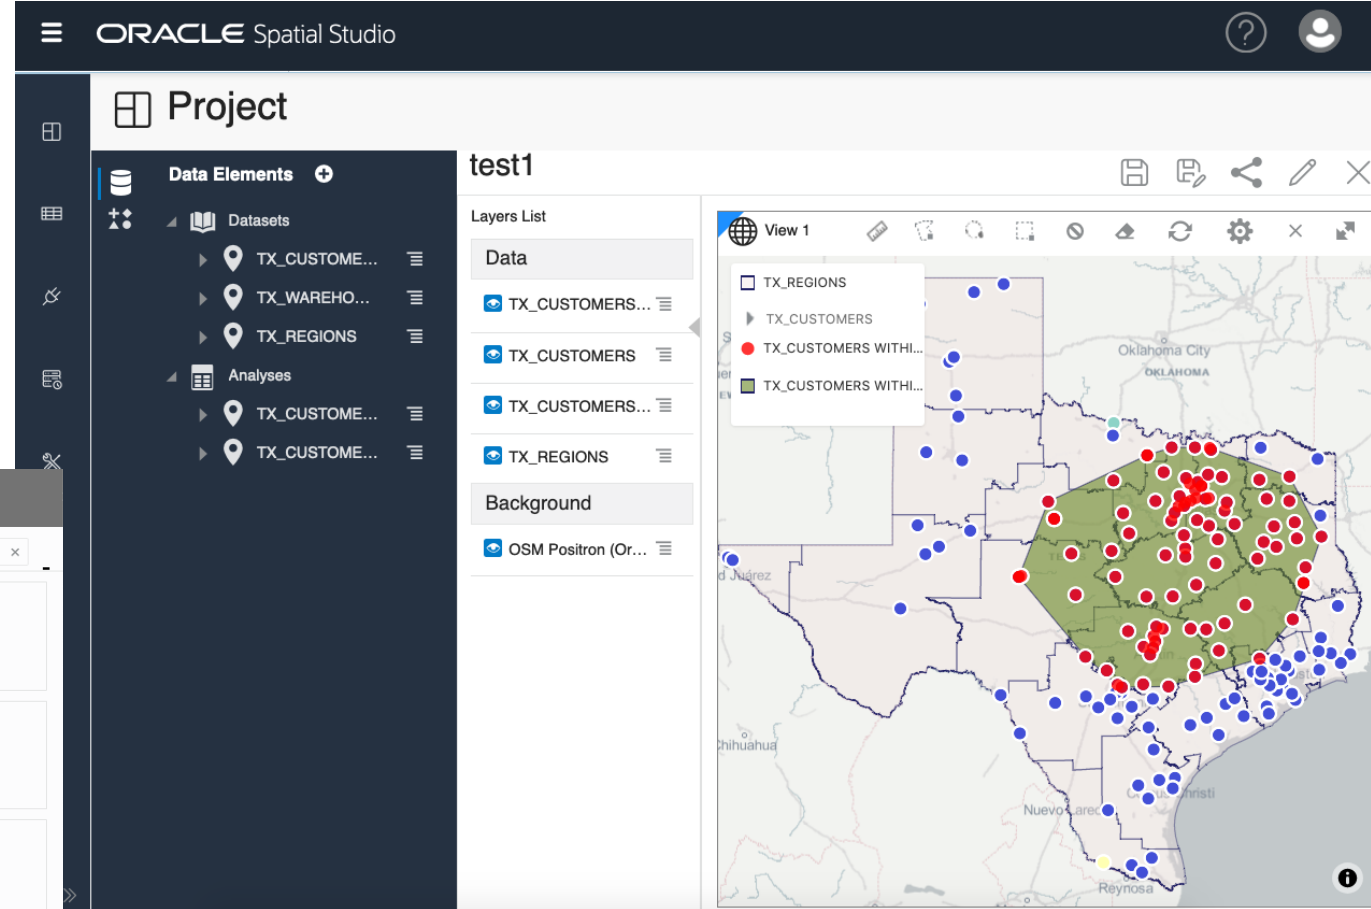 ORACLE Spatial Studio
Project
Data Elements
Datasets
TX_CUSTOME...
TX_WAREHO...
TX_REGIONS
Analyses
TX_CUSTOME...
TX_CUSTOME...
test1
Layers List
Data
TX_CUSTOMERS...
TX_CUSTOMERS
TX_CUSTOMERS...
TX_REGIONS
Background
OSM Positron (Or...
View 1
TX_REGIONS
TX_CUSTOMERS
TX_CUSTOMERS WITHI...
TX_CUSTOMERS WITHI...
Oklahoma City
OKLAHOMA
d Juárez
Chihuahua
Nuevo Lare
Reynosa